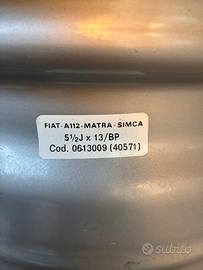 FIAT-A112-MATRA-SIMCA
5½J x 13/BP
Cod. 0613009 (40571)
subito